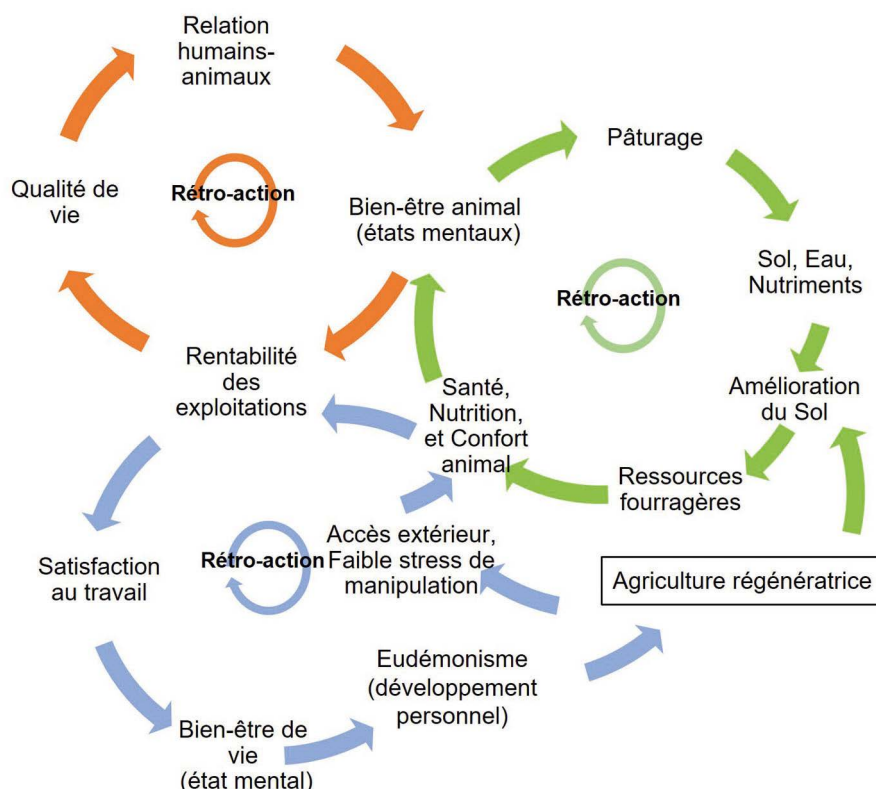 Relation
humains-
animaux
Pâturage
Qualité de
vie
Rétro-action
Bien-être animal
(états mentaux)
Sol, Eau,
Nutriments
Rétro-action
Rentabilité
des
exploitations
Santé,
Nutrition,
et Confort
animal
Amélioration
du Sol
Ressources
fourragères
Accès extérieur,
Faible stress de
manipulation
Rétro-action
Satisfaction
au travail
Agriculture régénératrice
Eudémonisme
(développement
personnel)
Bien-être de
vie
(état mental)